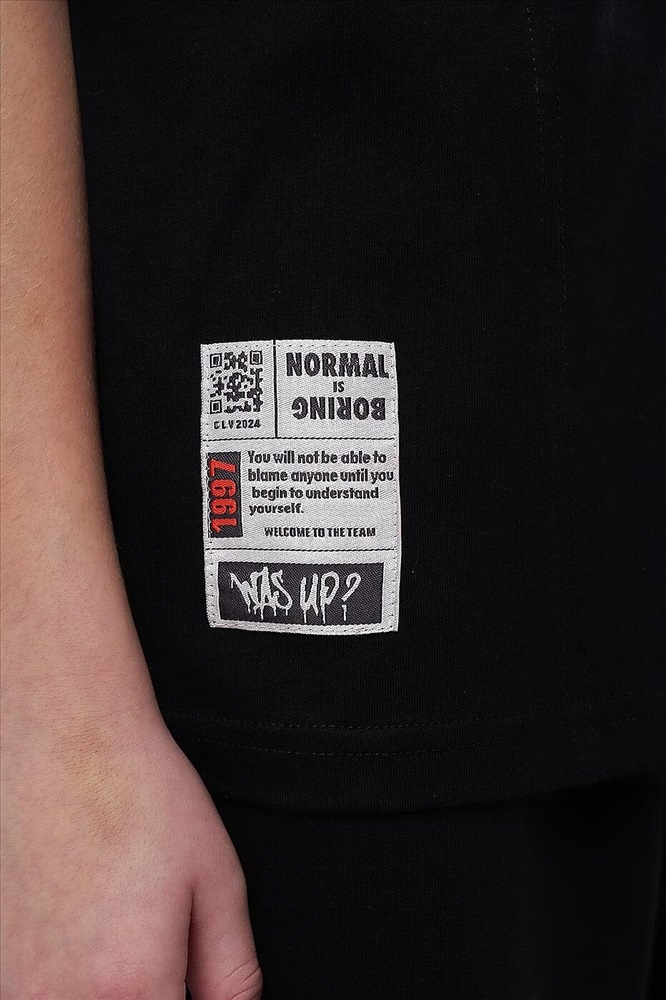 NORMAL
IS
BORING
CLV2024
1997
You will not be able to
blame anyone until you
begin to understand
yourself.
WELCOME TO THE TEAM
WAS UP?